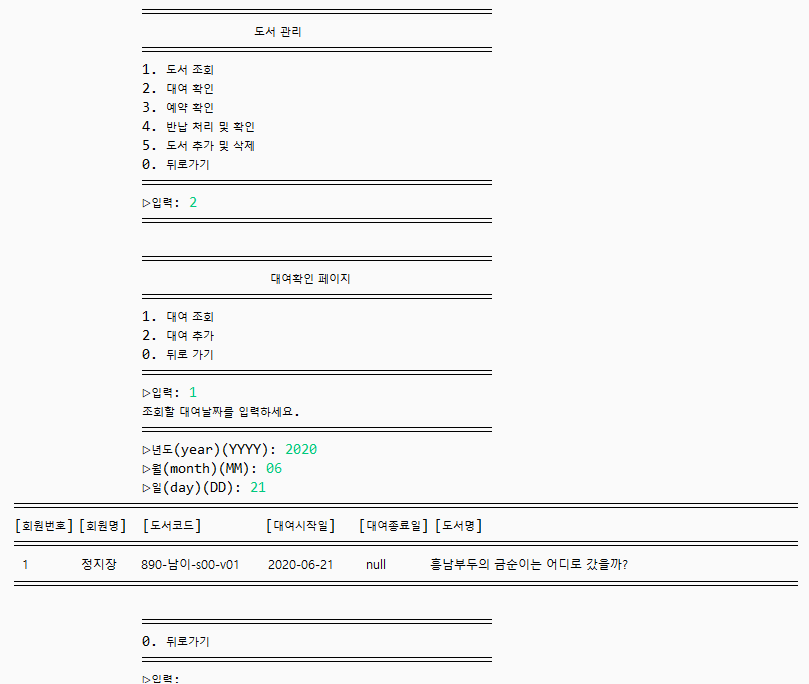 도서 관리
1. 도서 조회
2. 대여 확인
3. 예약 확인
4. 반납 처리 및 확인
5. 도서 추가 및 삭제
0. 뒤로가기
▷입력: 2
대여확인 페이지
1. 대여 조회
2. 대여 추가
0. 뒤로 가기
▷입력: 1
조회할 대여날짜를 입력하세요.
▷년도(year)(YYYY): 2020
▷월(month)(MM): 06
▷일(day)(DD): 21
[회원번호] [회원명] [도서코드] [대여시작일] [대여종료일] [도서명]
1 정지장 890-남이-s00-v01 2020-06-21 null 흥남부두의 금순이는 어디로 갔을까?
0. 뒤로가기
▷입력: